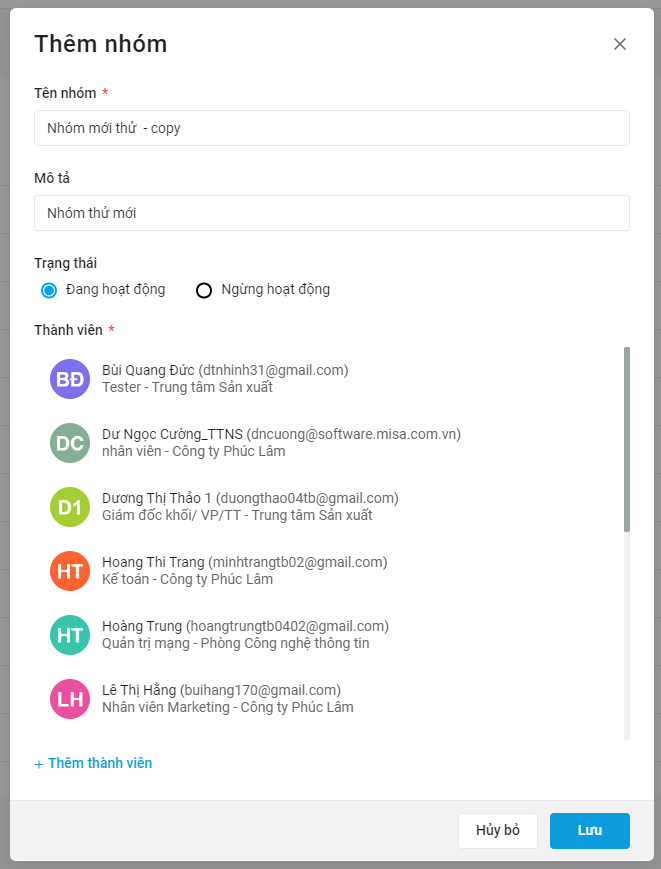 Thêm nhóm
Tên nhóm *
Nhóm mới thử - copy
Mô tả
Nhóm thử mới
Trạng thái
Đang hoạt động Ngừng hoạt động
Thành viên *
BĐ
Bùi Quang Đức (dtnhinh31@gmail.com)
Tester - Trung tâm Sản xuất
DC
Dư Ngọc Cường_TTNS (dncuong@software.misa.com.vn)
nhân viên - Công ty Phúc Lâm
D1
Dương Thị Thảo 1 (duongthao04tb@gmail.com)
Giám đốc khối/ VP/TT - Trung tâm Sản xuất
HT
Hoang Thi Trang (minhtrangtb02@gmail.com)
Kế toán - Công ty Phúc Lâm
HT
Hoàng Trung (hoangtrungtb0402@gmail.com)
Quản trị mạng - Phòng Công nghệ thông tin
LH
Lê Thị Hằng (buihang170@gmail.com)
Nhân viên Marketing - Công ty Phúc Lâm
+ Thêm thành viên
Hủy bỏ Lưu